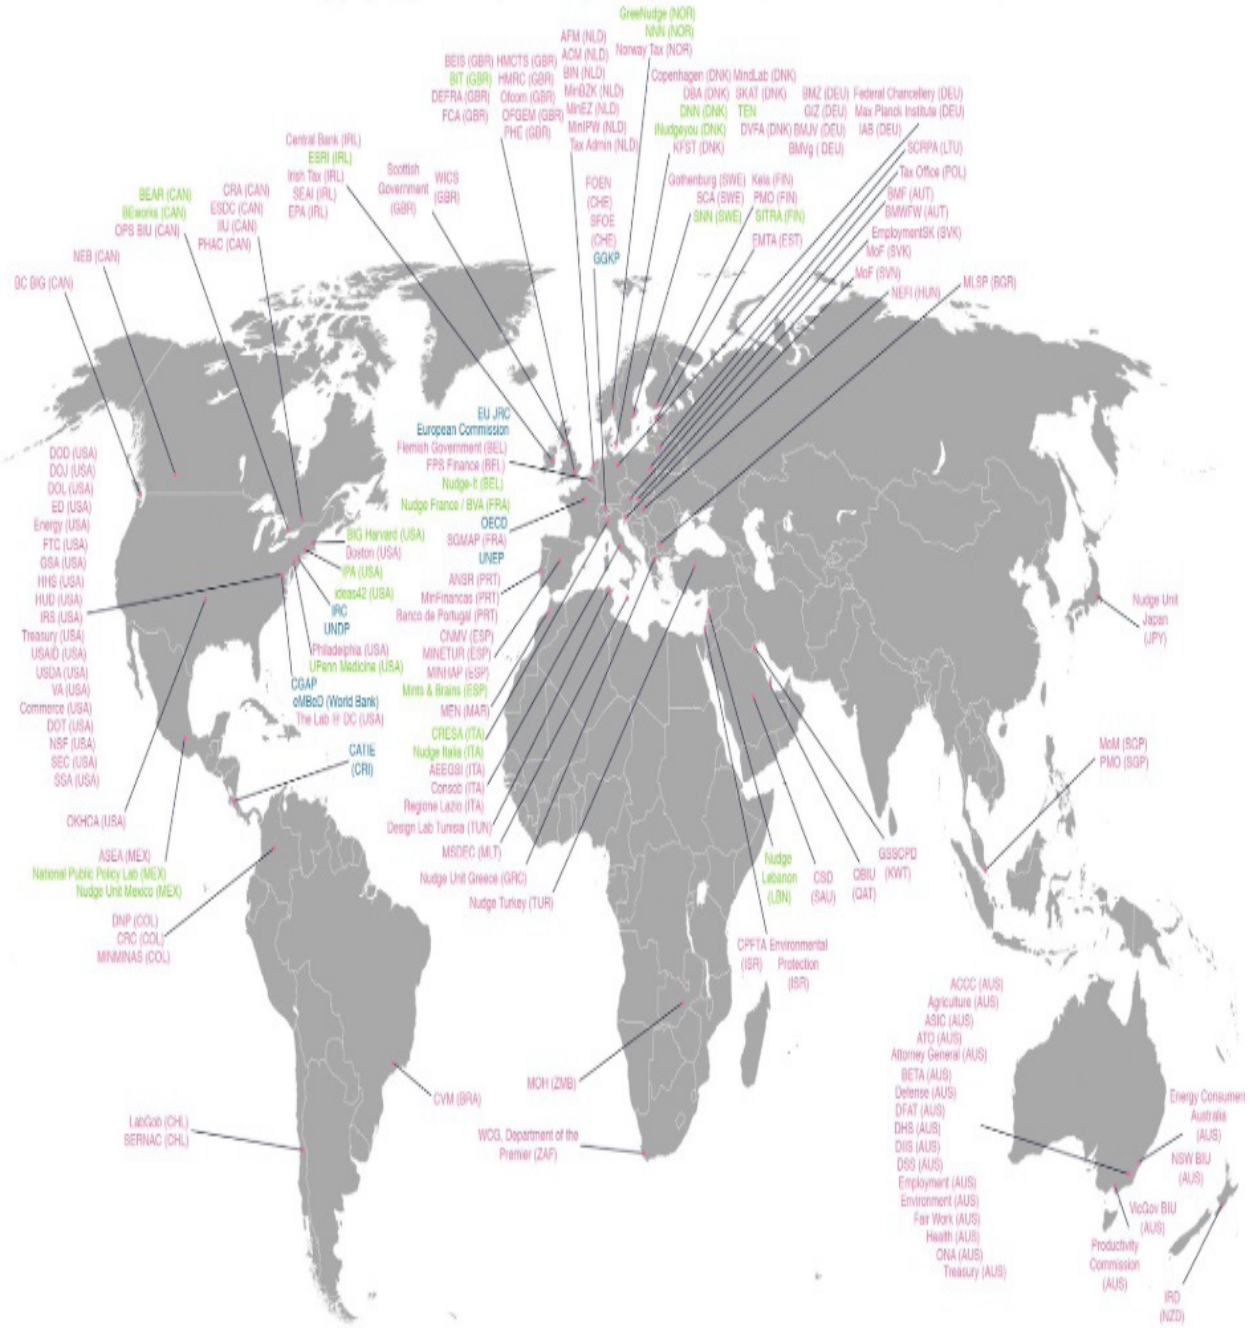 GreeNudge (NOR)
NNN (NOR)
Norway Tax (NOR)
AFM (NLD)
ACM (NLD)
BIN (NLD)
MinBZK (NLD)
MinEZ (NLD)
MinIPW (NLD)
Tax Admin (NLD)
BEIS (GBR) HMCTS (GBR)
BIT (GBR) HMRC (GBR)
DEFRA (GBR) Ofcom (GBR)
FCA (GBR) OFGEM (GBR)
PHE (GBR)
Copenhagen (DNK) MindLab (DNK)
DBA (DNK) SKAT (DNK)
DNN (DNK) TEN
iNudgeyou (DNK) DVFA (DNK)
KFST (DNK)
BMZ (DEU) Federal Chancellery (DEU)
GIZ (DEU) Max Planck Institute (DEU)
BMJV (DEU) IAB (DEU)
BMVg ( DEU)
SCRPA (LTU)
Tax Office (POL)
BMF (AUT)
BMWFW (AUT)
EmploymentSK (SVK)
MoF (SVK)
MoF (SVN)
NEFI (HUN)
MLSP (BGR)
Central Bank (IRL)
ESRI (IRL)
Irish Tax (IRL)
SEAI (IRL)
EPA (IRL)
Scottish
Government
(GBR)
WICS
(GBR)
FOEN
(CHE)
SFOE
(CHE)
GGKP
Gothenburg (SWE) Kela (FIN)
SCA (SWE) PMO (FIN)
SNN (SWE) SITRA (FIN)
EMTA (EST)
BEAR (CAN)
BEworks (CAN)
OPS BIU (CAN)
CRA (CAN)
ESDC (CAN)
IIU (CAN)
PHAC (CAN)
NEB (CAN)
BC BIG (CAN)
EU JRC
European Commission
Flemish Government (BEL)
FPS Finance (BEL)
Nudge-It (BEL)
Nudge France / BVA (FRA)
OECD
SGMAP (FRA)
UNEP
ANSR (PRT)
MinFinancas (PRT)
Banco de Portugal (PRT)
CNMV (ESP)
MINETUR (ESP)
MINHAP (ESP)
Mints & Brains (ESP)
MEN (MAR)
CRESA (ITA)
Nudge Italia (ITA)
AEEGSI (ITA)
Consob (ITA)
Regione Lazio (ITA)
Design Lab Tunisia (TUN)
MSDEC (MLT)
Nudge Unit Greece (GRC)
Nudge Turkey (TUR)
DOD (USA)
DOJ (USA)
DOL (USA)
ED (USA)
Energy (USA)
FTC (USA)
GSA (USA)
HHS (USA)
HUD (USA)
IRS (USA)
Treasury (USA)
USAID (USA)
USDA (USA)
VA (USA)
Commerce (USA)
DOT (USA)
NSF (USA)
SEC (USA)
SSA (USA)
BIG Harvard (USA)
Boston (USA)
IPA (USA)
ideas42 (USA)
IRC
UNDP
Philadelphia (USA)
UPenn Medicine (USA)
CGAP
eMBeD (World Bank)
The Lab @ DC (USA)
CATIE
(CRI)
OKHCA (USA)
ASEA (MEX)
National Public Policy Lab (MEX)
Nudge Unit Mexico (MEX)
DNP (COL)
CRC (COL)
MINMINAS (COL)
LabGob (CHL)
SERNAC (CHL)
CVM (BRA)
MOH (ZMB)
WCG, Department of the
Premier (ZAF)
Nudge
Lebanon
(LBN)
CSD
(SAU)
QBIU
(QAT)
GSSCPD
(KWT)
CPFTA
(ISR)
Environmental
Protection
(ISR)
Nudge Unit
Japan
(JPY)
MoM (SGP)
PMO (SGP)
ACCC (AUS)
Agriculture (AUS)
ASIC (AUS)
ATO (AUS)
Attorney General (AUS)
BETA (AUS)
Defense (AUS)
DFAT (AUS)
DHS (AUS)
DIIS (AUS)
DSS (AUS)
Employment (AUS)
Environment (AUS)
Fair Work (AUS)
Health (AUS)
ONA (AUS)
Treasury (AUS)
Energy Consumers
Australia
(AUS)
NSW BIU
(AUS)
VicGov BIU
(AUS)
Productivity
Commission
(AUS)
IRD
(NZD)